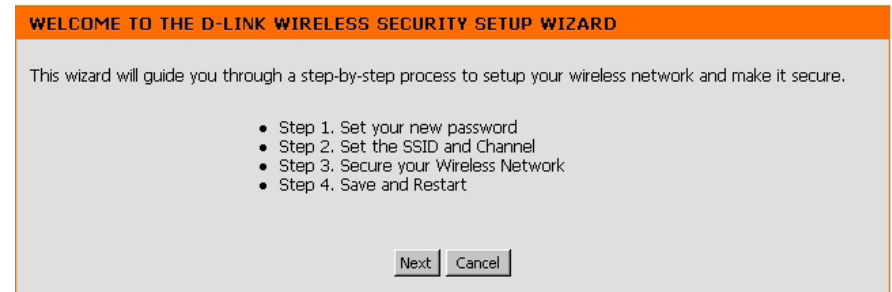 WELCOME TO THE D-LINK WIRELESS SECURITY SETUP WIZARD
This wizard will guide you through a step-by-step process to setup your wireless network and make it secure.
• Step 1. Set your new password
• Step 2. Set the SSID and Channel
• Step 3. Secure your Wireless Network
• Step 4. Save and Restart
Next Cancel